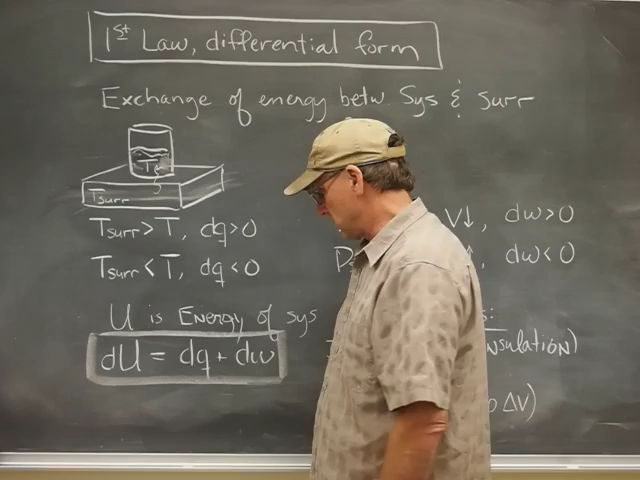 1st Law, differential form
Exchange of energy betw. Sys & surr
T
Tsurr
Tsurr > T, dq > 0
V↓, dw > 0
Tsurr < T, dq < 0
, dw < 0
U is Energy of sys
dU = dq + dw
nsulation)
ΔV)